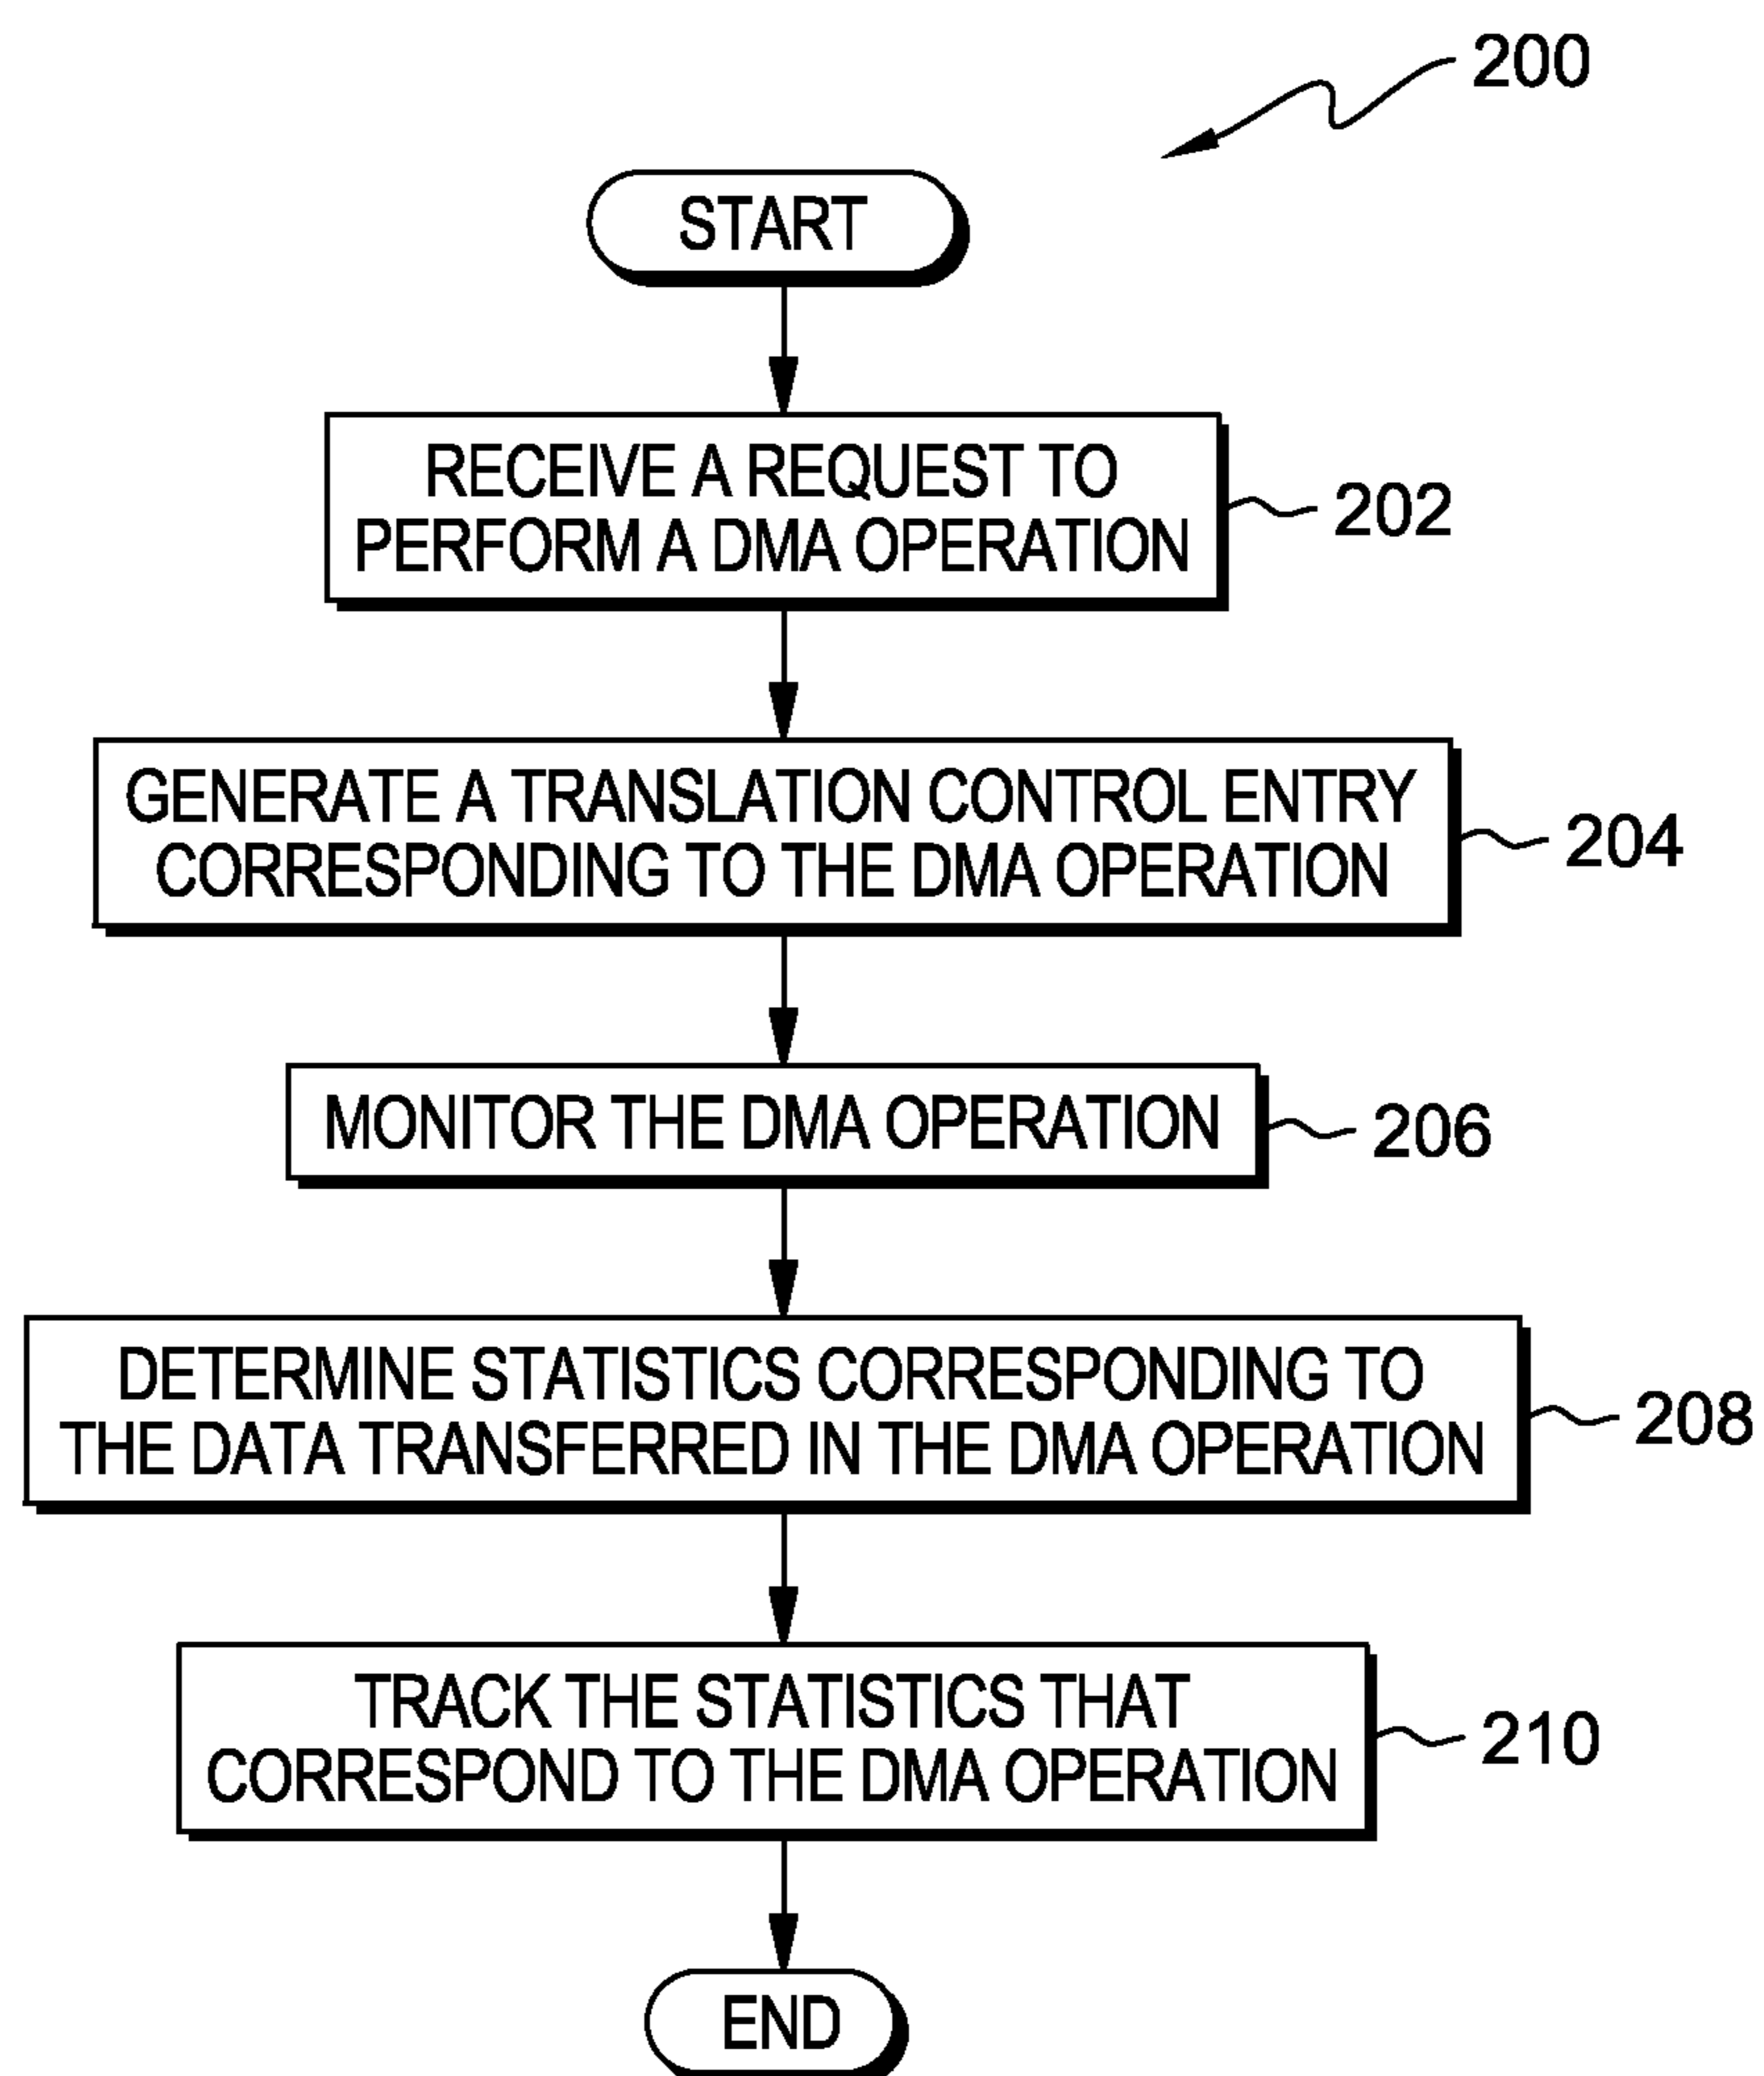 200
START
RECEIVE A REQUEST TO
PERFORM A DMA OPERATION
202
GENERATE A TRANSLATION CONTROL ENTRY
CORRESPONDING TO THE DMA OPERATION
204
MONITOR THE DMA OPERATION
206
DETERMINE STATISTICS CORRESPONDING TO
THE DATA TRANSFERRED IN THE DMA OPERATION
208
TRACK THE STATISTICS THAT
CORRESPOND TO THE DMA OPERATION
210
END